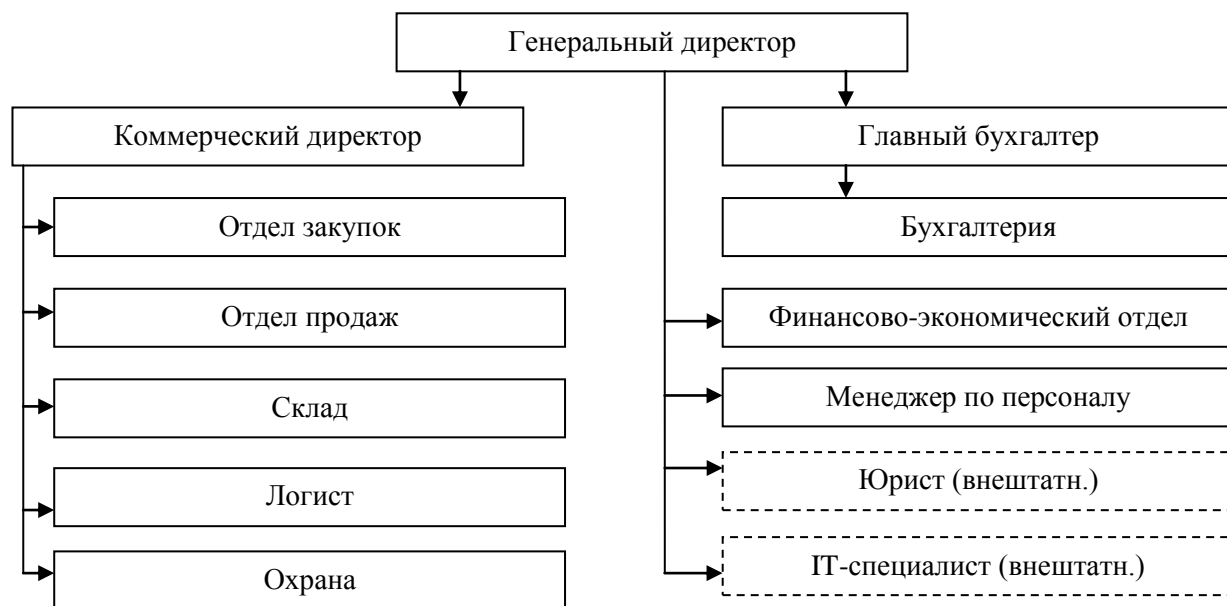 Генеральный директор
Коммерческий директор
Главный бухгалтер
Отдел закупок
Бухгалтерия
Отдел продаж
Финансово-экономический отдел
Склад
Менеджер по персоналу
Логист
Юрист (внештатн.)
Охрана
IT-специалист (внештатн.)